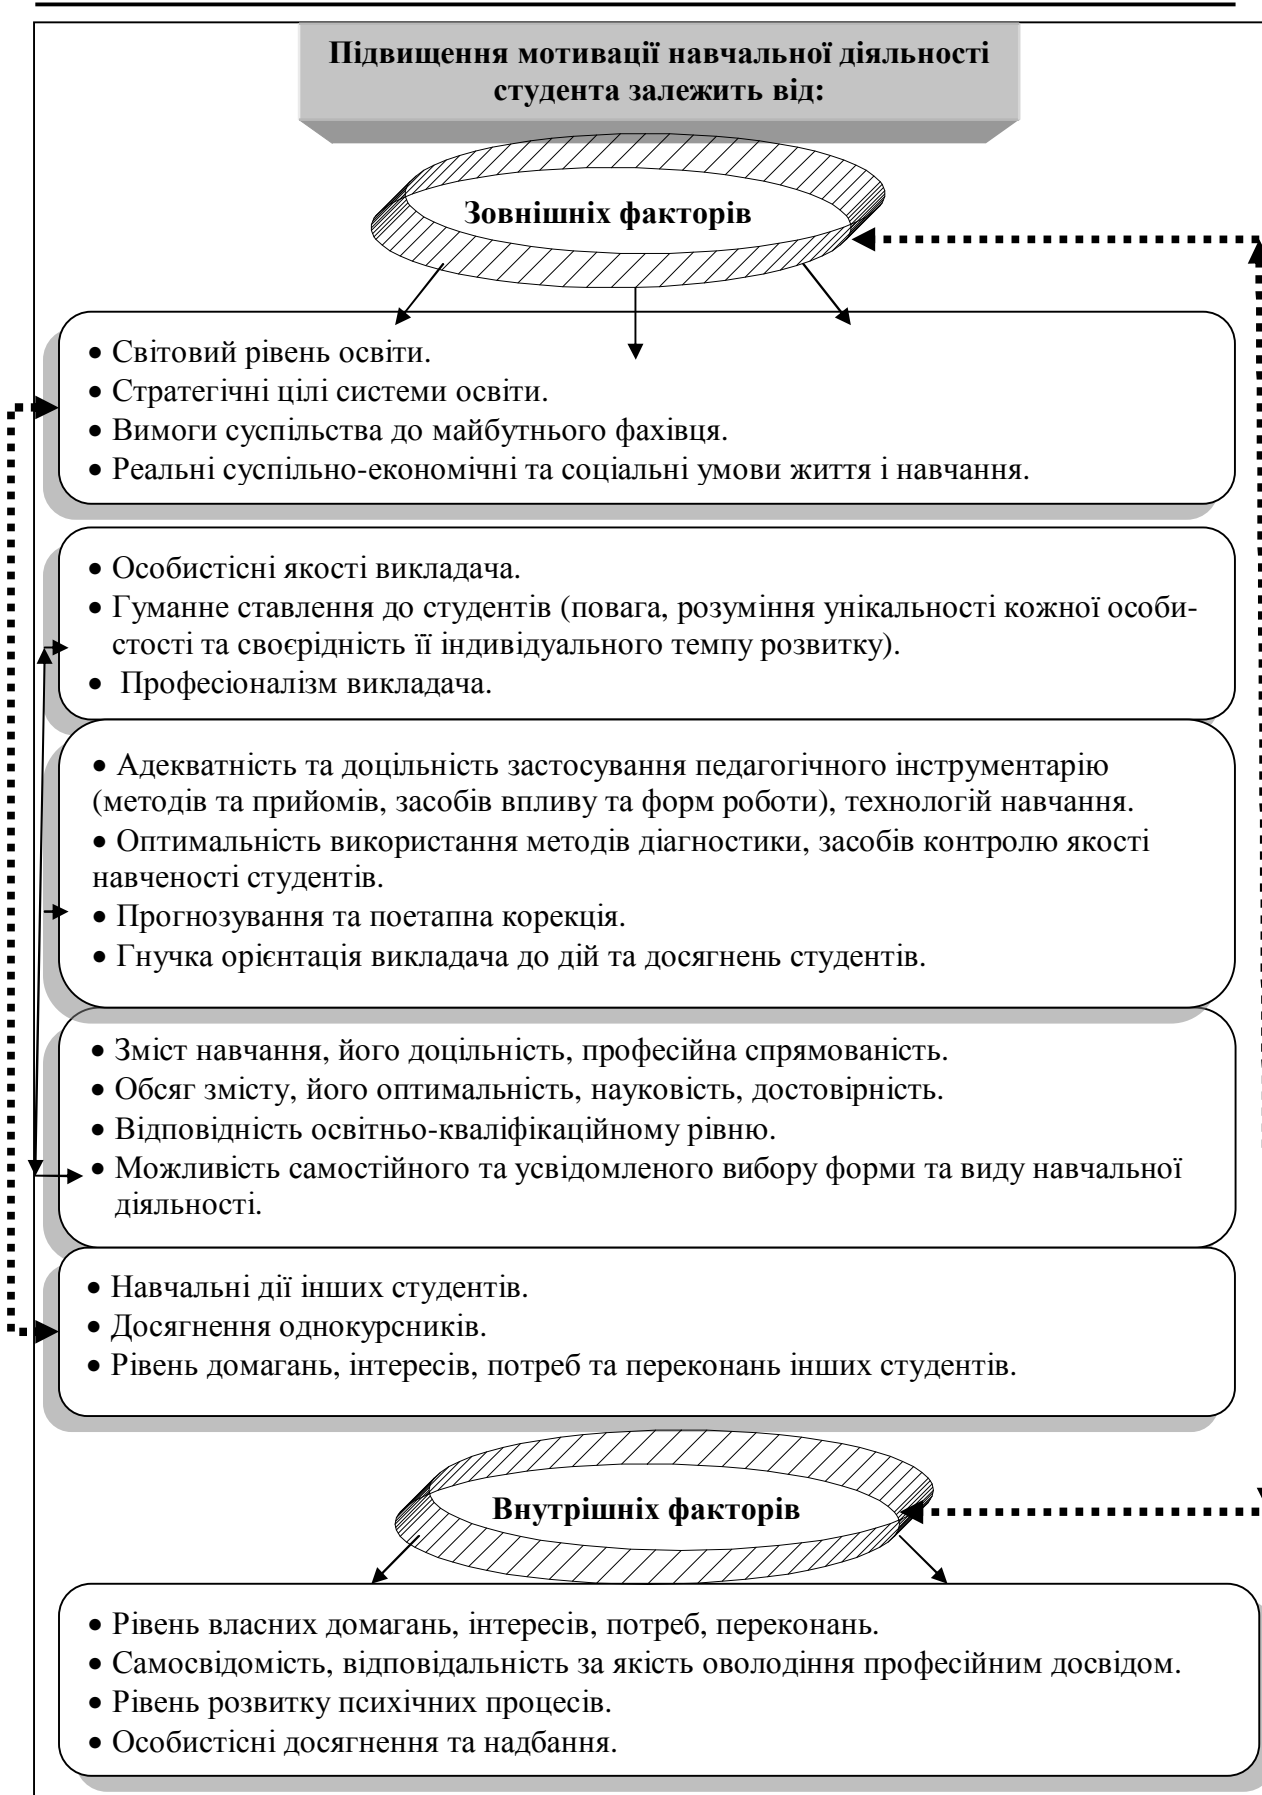 Підвищення мотивації навчальної діяльності
студента залежить від:
Зовнішніх факторів
• Світовий рівень освіти.
• Стратегічні цілі системи освіти.
• Вимоги суспільства до майбутнього фахівця.
• Реальні суспільно-економічні та соціальні умови життя і навчання.
• Особистісні якості викладача.
• Гуманне ставлення до студентів (повага, розуміння унікальності кожної особи-
стості та своєрідність її індивідуального темпу розвитку).
• Професіоналізм викладача.
• Адекватність та доцільність застосування педагогічного інструментарію
(методів та прийомів, засобів впливу та форм роботи), технологій навчання.
• Оптимальність використання методів діагностики, засобів контролю якості
навченості студентів.
• Прогнозування та поетапна корекція.
• Гнучка орієнтація викладача до дій та досягнень студентів.
• Зміст навчання, його доцільність, професійна спрямованість.
• Обсяг змісту, його оптимальність, науковість, достовірність.
• Відповідність освітньо-кваліфікаційному рівню.
• Можливість самостійного та усвідомленого вибору форми та виду навчальної
діяльності.
• Навчальні дії інших студентів.
• Досягнення однокурсників.
• Рівень домагань, інтересів, потреб та переконань інших студентів.
Внутрішніх факторів
• Рівень власних домагань, інтересів, потреб, переконань.
• Самосвідомість, відповідальність за якість оволодіння професійним досвідом.
• Рівень розвитку психічних процесів.
• Особистісні досягнення та надбання.